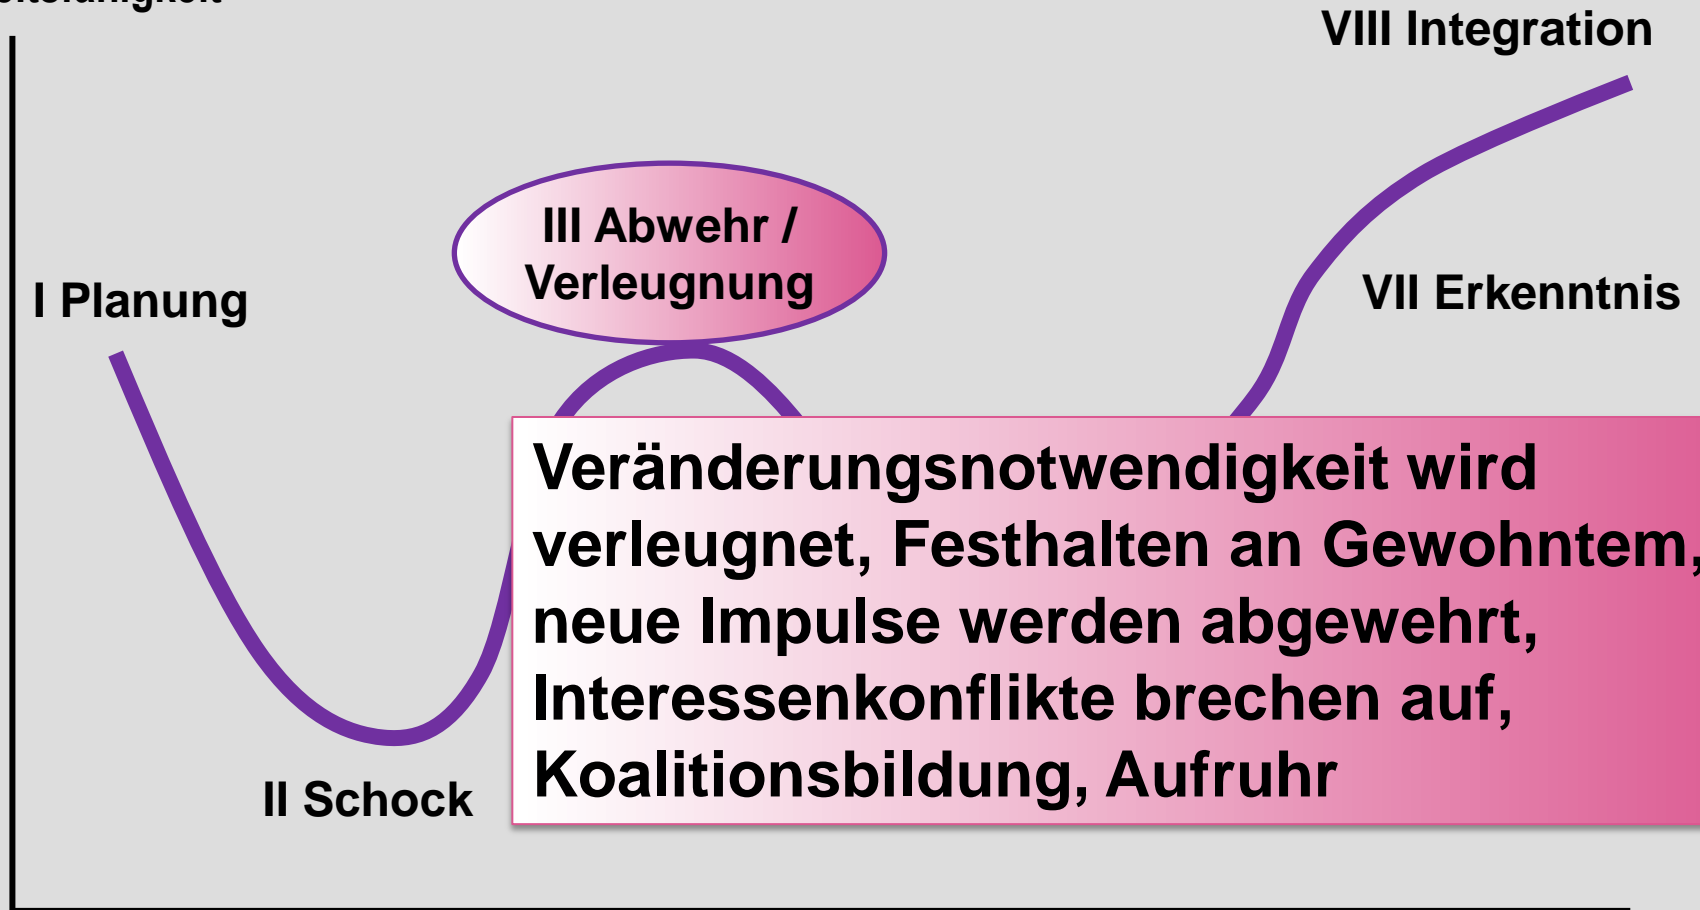 VIII Integration
III Abwehr /
Verleugnung
I Planung
VII Erkenntnis
Veränderungsnotwendigkeit wird
verleugnet, Festhalten an Gewohntem,
neue Impulse werden abgewehrt,
Interessenkonflikte brechen auf,
Koalitionsbildung, Aufruhr
II Schock